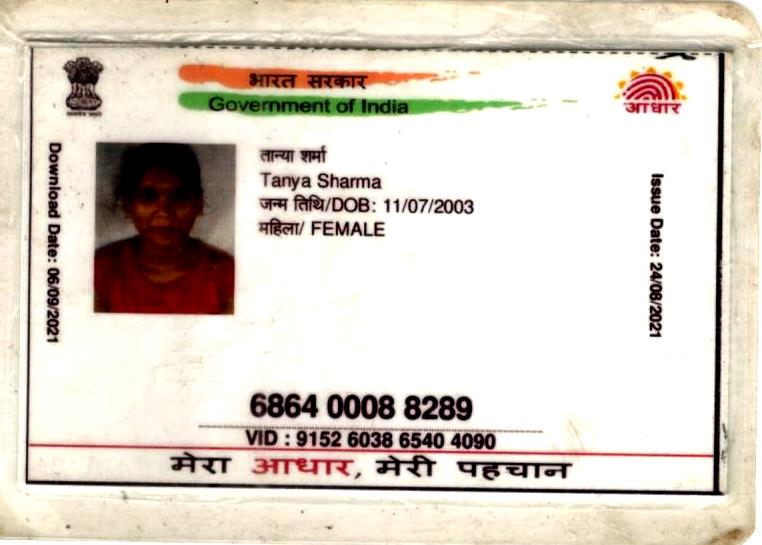 भारत सरकार
Government of India
आधार
तान्या शर्मा
Tanya Sharma
जन्म तिथि/DOB: 11/07/2003
महिला/ FEMALE
Download Date: 06/09/2021
Issue Date: 24/08/2021
6864 0008 8289
VID : 9152 6038 6540 4090
मेरा आधार, मेरी पहचान